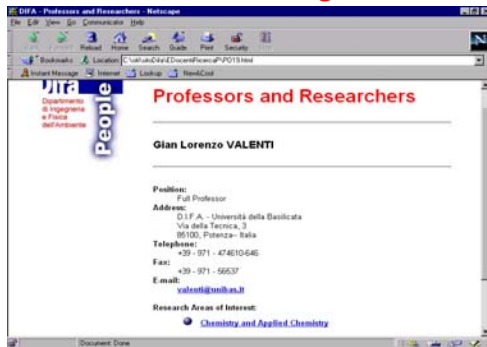 DIFA - Professors and Researchers - Netscape
File Edit View Go Communicator Help
Reload Home Search Guide Print Security
Bookmarks Location
Instant Message Internet Lookup New&Cool
Difa
Dipartimento
di Ingegneria
e Fisica
dell'Ambiente
People
Professors and Researchers
Gian Lorenzo VALENTI
Position:
Full Professor
Address:
D.I.F.A. - Università della Basilicata
Via della Tecnica, 3
85100, Potenza– Italia
Telephone:
+39 - 971 - 474610-646
Fax:
+39 - 971 - 56537
E-mail:
valenti@unibas.it
Research Areas of Interest:
Chemistry and Applied Chemistry
Document: Done